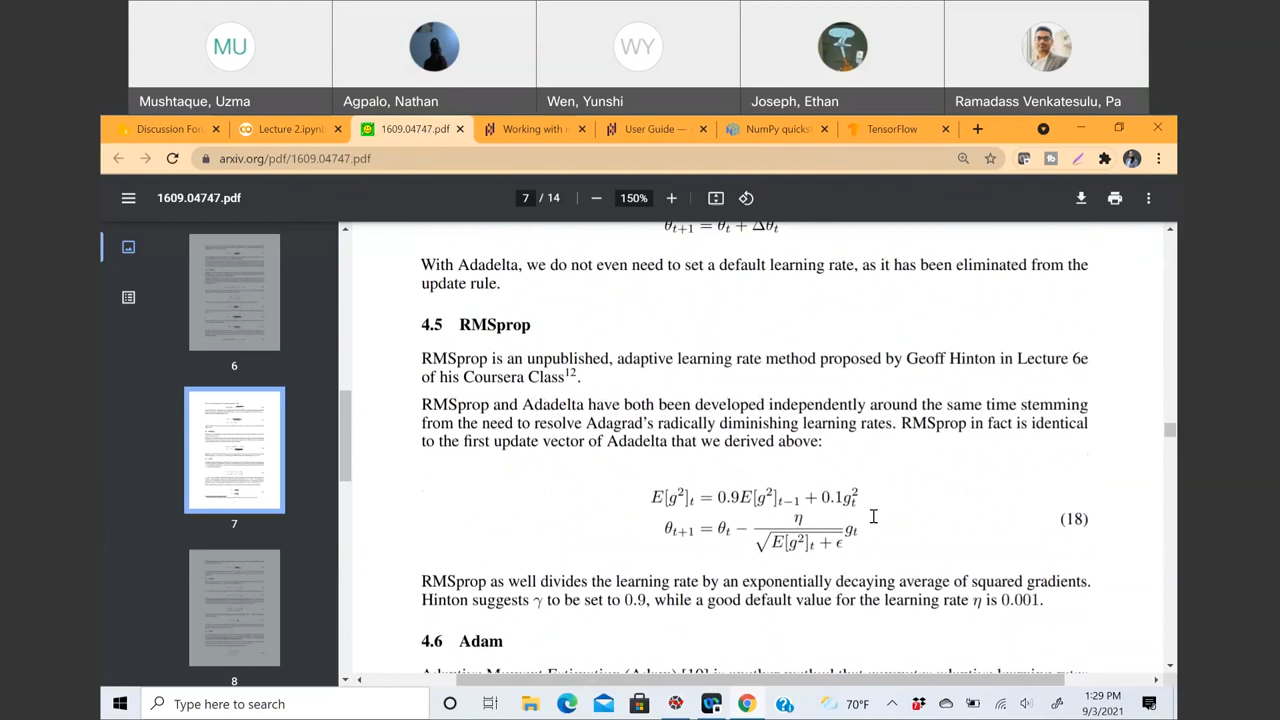 MU
WY
Mushtaque, Uzma
Agpalo, Nathan
Wen, Yunshi
Joseph, Ethan
Ramadass Venkatesulu, Pa
Discussion For
Lecture 2.ipynb
1609.04747.pdf
Working with m
User Guide —
NumPy quicks
TensorFlow
arxiv.org/pdf/1609.04747.pdf
1609.04747.pdf
7 / 14
150%
6
7
8
θt+1 = θt + Δθt
With Adadelta, we do not even need to set a default learning rate, as it has been eliminated from the
update rule.
4.5 RMSprop
RMSprop is an unpublished, adaptive learning rate method proposed by Geoff Hinton in Lecture 6e
of his Coursera Class12.
RMSprop and Adadelta have both been developed independently around the same time stemming
from the need to resolve Adagrad's radically diminishing learning rates. RMSprop in fact is identical
to the first update vector of Adadelta that we derived above:
E[g²]t = 0.9E[g²]t−1 + 0.1g²t
θt+1 = θt − η / √(E[g²]t + ϵ) gt
(18)
RMSprop as well divides the learning rate by an exponentially decaying average of squared gradients.
Hinton suggests γ to be set to 0.9, while a good default value for the learning rate η is 0.001.
4.6 Adam
Type here to search
70°F
1:29 PM
9/3/2021